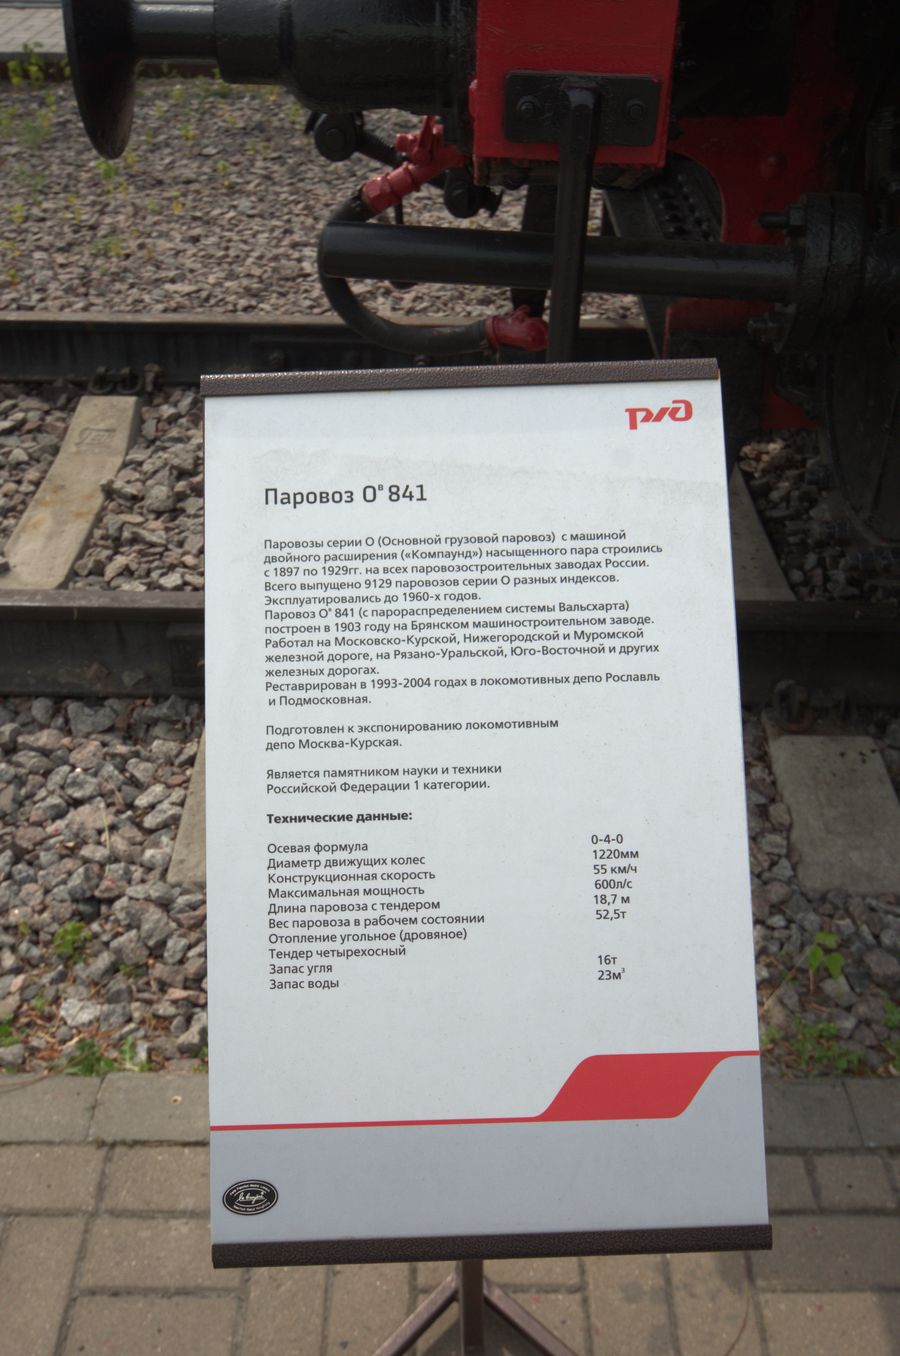 РЖД
Паровоз Oᴮ 841
Паровозы серии О (Основной грузовой паровоз) с машиной
двойного расширения («Компаунд») насыщенного пара строились
с 1897 по 1929гг. на всех паровозостроительных заводах России.
Всего выпущено 9129 паровозов серии О разных индексов.
Эксплуатировались до 1960-х годов.
Паровоз Oᴮ 841 (с парораспределением системы Вальсхарта)
построен в 1903 году на Брянском машиностроительном заводе.
Работал на Московско-Курской, Нижегородской и Муромской
железной дороге, на Рязано-Уральской, Юго-Восточной и других
железных дорогах.
Реставрирован в 1993-2004 годах в локомотивных депо Рославль
и Подмосковная.
Подготовлен к экспонированию локомотивным
депо Москва-Курская.
Является памятником науки и техники
Российской Федерации 1 категории.
Технические данные:
Осевая формула 0-4-0
Диаметр движущих колес 1220мм
Конструкционная скорость 55 км/ч
Максимальная мощность 600л/с
Длина паровоза с тендером 18,7 м
Вес паровоза в рабочем состоянии 52,5т
Отопление угольное (дровяное)
Тендер четырехосный
Запас угля 16т
Запас воды 23м³